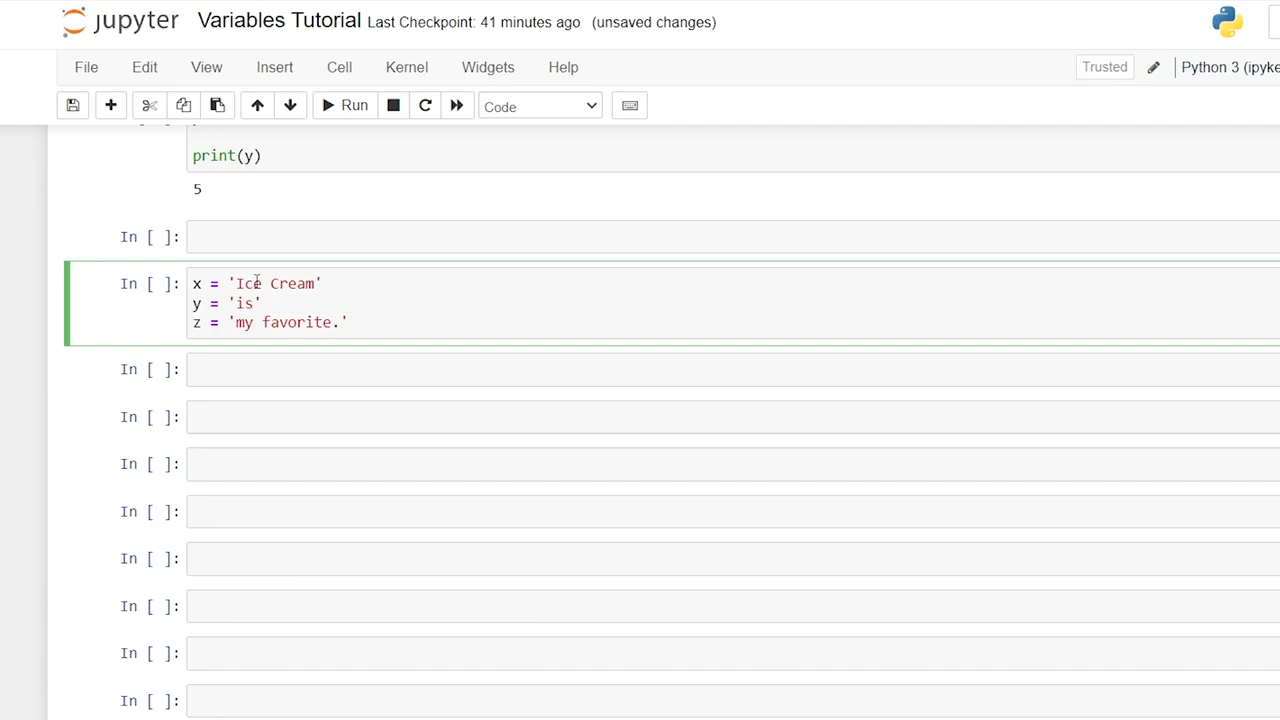 jupyter Variables Tutorial Last Checkpoint: 41 minutes ago (unsaved changes)
File Edit View Insert Cell Kernel Widgets Help Trusted Python 3 (ipyke
Run Code
print(y)
5
In [ ]:
In [ ]: x = 'Ice Cream'
y = 'is'
z = 'my favorite.'
In [ ]:
In [ ]:
In [ ]:
In [ ]:
In [ ]:
In [ ]:
In [ ]:
In [ ]: